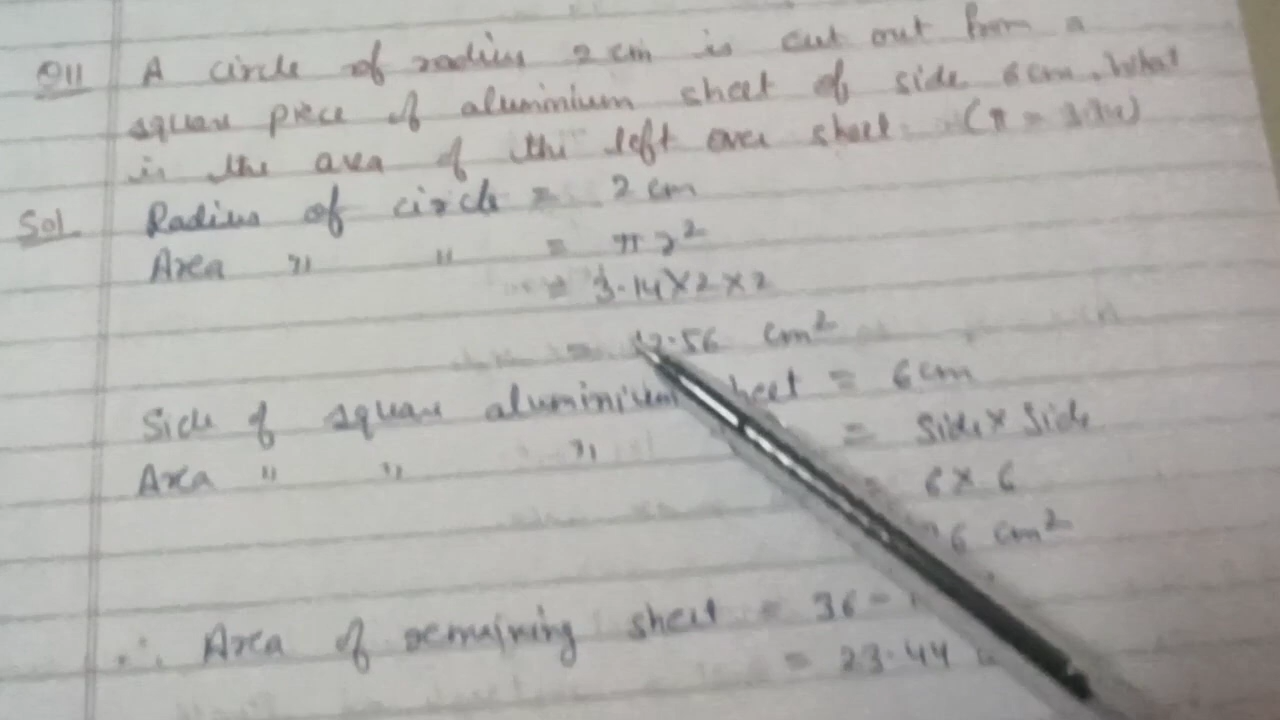 Q11 A circle of radius 2 cm is cut out from a
square piece of aluminium sheet of side 6cm. What
is the area of the left over sheet. (π = 3.14)
Sol Radius of circle = 2 cm
Area " " = πr²
= 3.14×2×2
= 12.56 cm²
Side of square aluminium sheet = 6cm
Area " " " = Side × Side
= 6×6
6 cm²
∴ Area of remaining sheet = 36 -
= 23.44